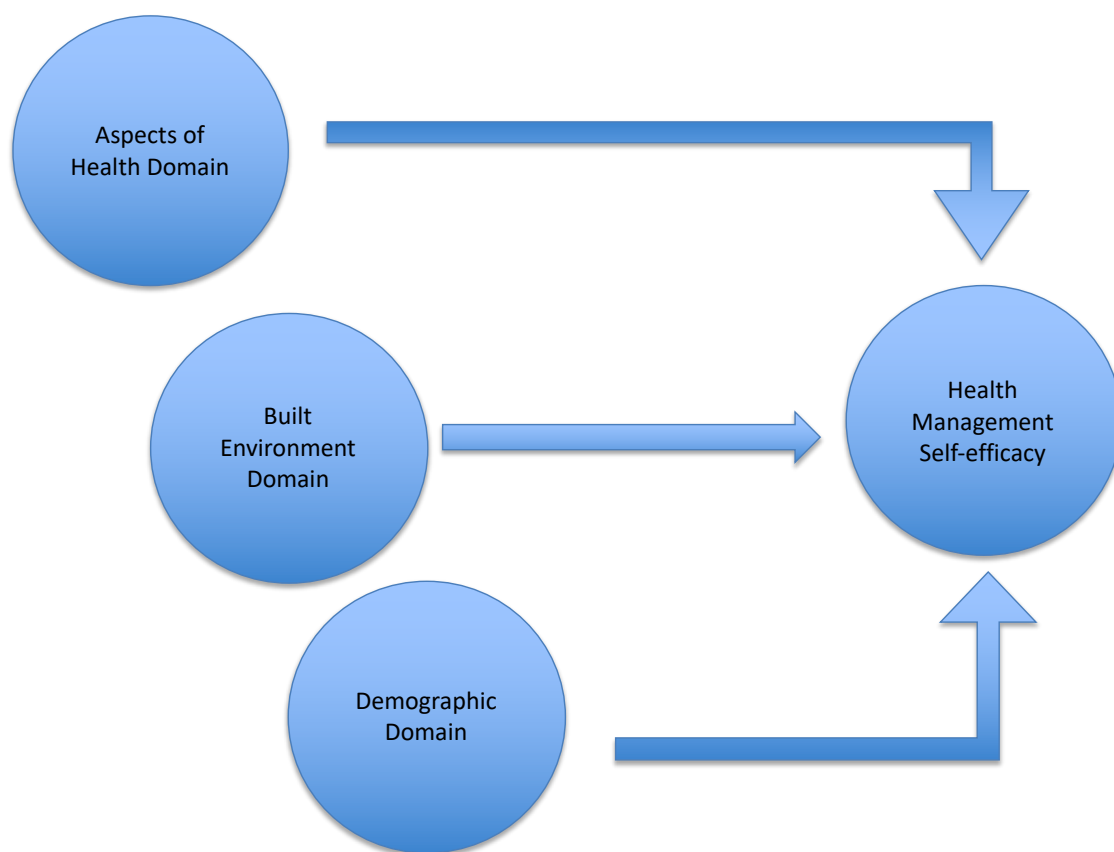 Aspects of
Health Domain
Built
Environment
Domain
Health
Management
Self-efficacy
Demographic
Domain